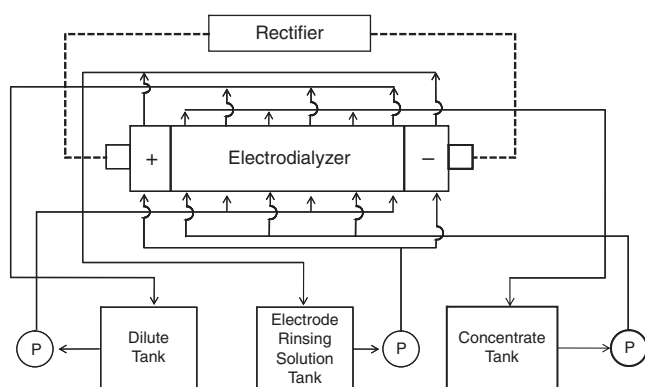 Rectifier
+
Electrodialyzer
−
P
Dilute
Tank
Electrode
Rinsing
Solution
Tank
P
Concentrate
Tank
P